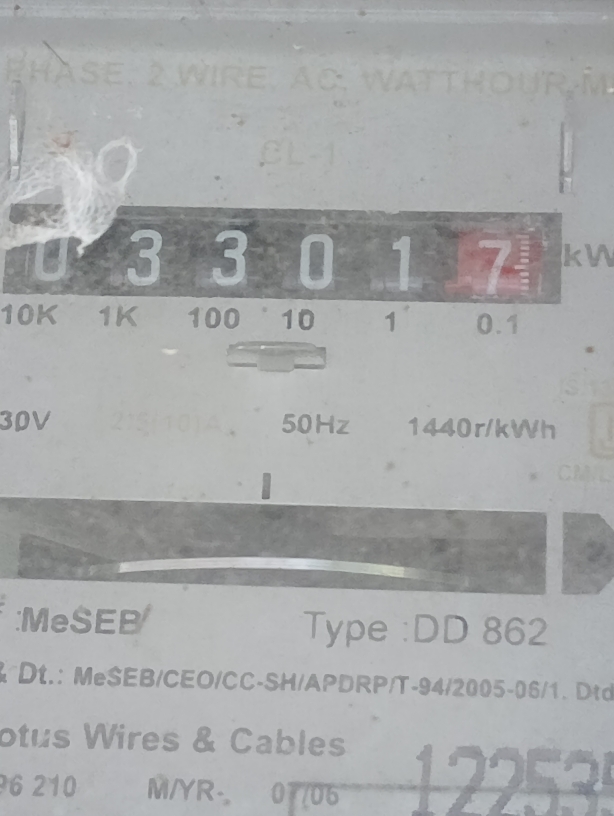 PHASE. 2 WIRE. AC. WATTHOUR M
CL-1
0 3 3 0 1 7 kW
10K 1K 100 10 1 0.1
30V 50Hz 1440r/kWh
:MeSEB/ Type :DD 862
& Dt.: MeSEB/CEO/CC-SH/APDRP/T-94/2005-06/1. Dtd
otus Wires & Cables
96 210 M/YR-. 07/06
122535